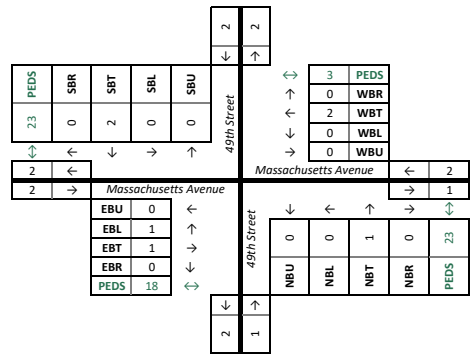 2 2
↓ ↑
PEDS SBR SBT SBL SBU
23 0 2 0 0
↕ ← ↓ → ↑
49th Street
↔ 3 PEDS
↑ 0 WBR
← 2 WBT
↓ 0 WBL
→ 0 WBU
2 ←
2 →
Massachusetts Avenue
← 2
→ 1
Massachusetts Avenue
EBU 0 ←
EBL 1 ↑
EBT 1 →
EBR 0 ↓
PEDS 18 ↔
49th Street
↓ ← ↑ → ↕
0 0 1 0 23
NBU NBL NBT NBR PEDS
↓ ↑
2 1